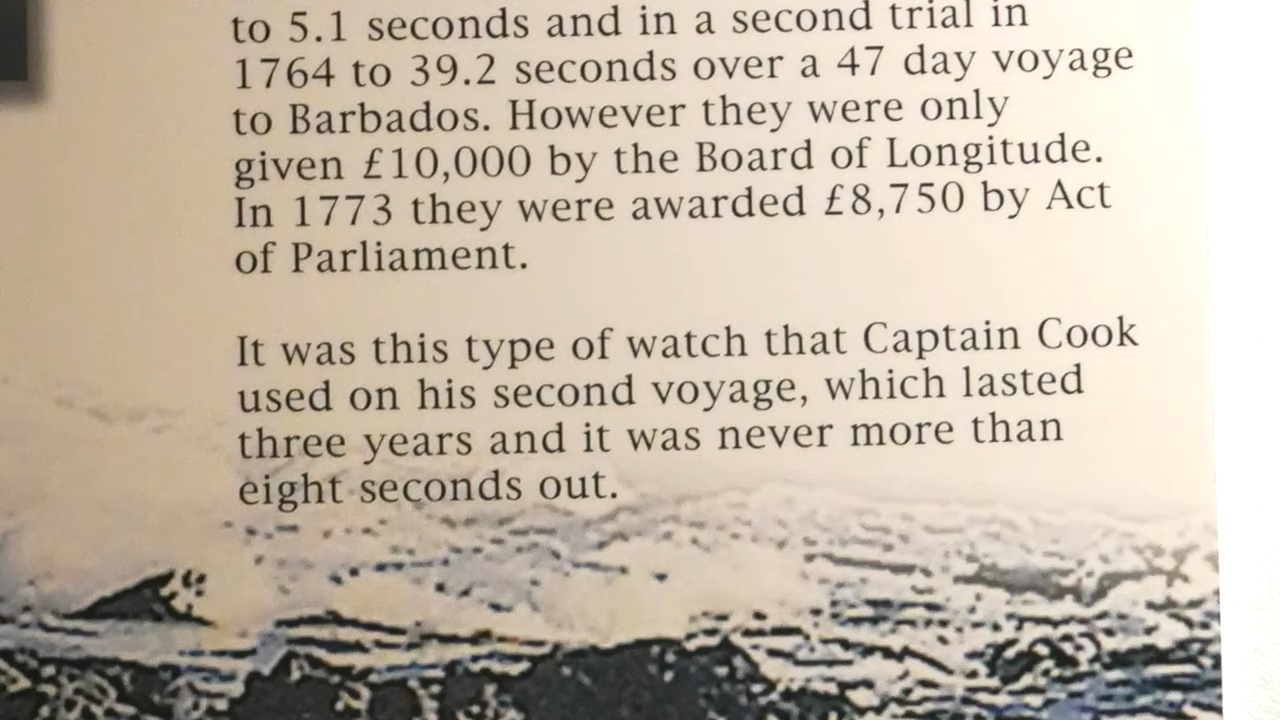 to 5.1 seconds and in a second trial in
1764 to 39.2 seconds over a 47 day voyage
to Barbados. However they were only
given £10,000 by the Board of Longitude.
In 1773 they were awarded £8,750 by Act
of Parliament.
It was this type of watch that Captain Cook
used on his second voyage, which lasted
three years and it was never more than
eight seconds out.